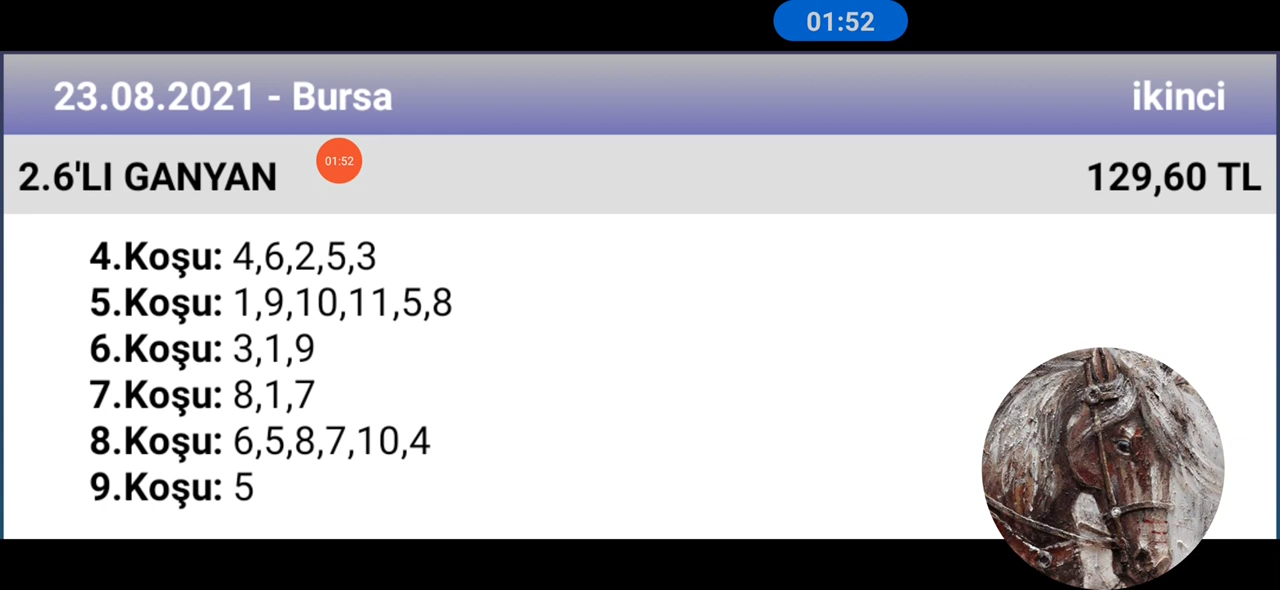 01:52
23.08.2021 - Bursa ikinci
2.6'LI GANYAN 01:52 129,60 TL
4.Koşu: 4,6,2,5,3
5.Koşu: 1,9,10,11,5,8
6.Koşu: 3,1,9
7.Koşu: 8,1,7
8.Koşu: 6,5,8,7,10,4
9.Koşu: 5